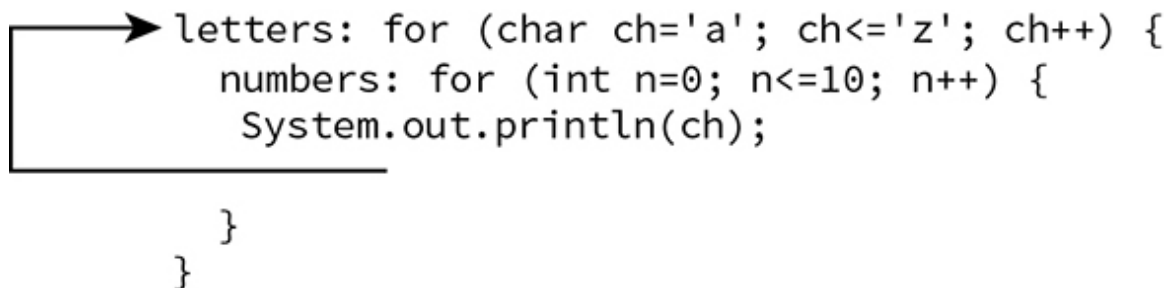 letters: for (char ch='a'; ch<='z'; ch++) {
numbers: for (int n=0; n<=10; n++) {
System.out.println(ch);
}
}